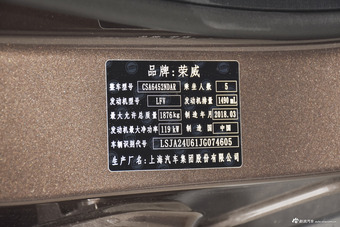 品牌:荣威
整车型号 CSA6452NDAR 乘坐人数 5
发动机型号 LFV 发动机排量 1490 mL
最大允许总质量 1876kg 制造年月 2018.03
发动机最大净功率 119 kW 制造国 中国
车辆识别代号 LSJA24U61JG074605
生产厂名:上海汽车集团股份有限公司